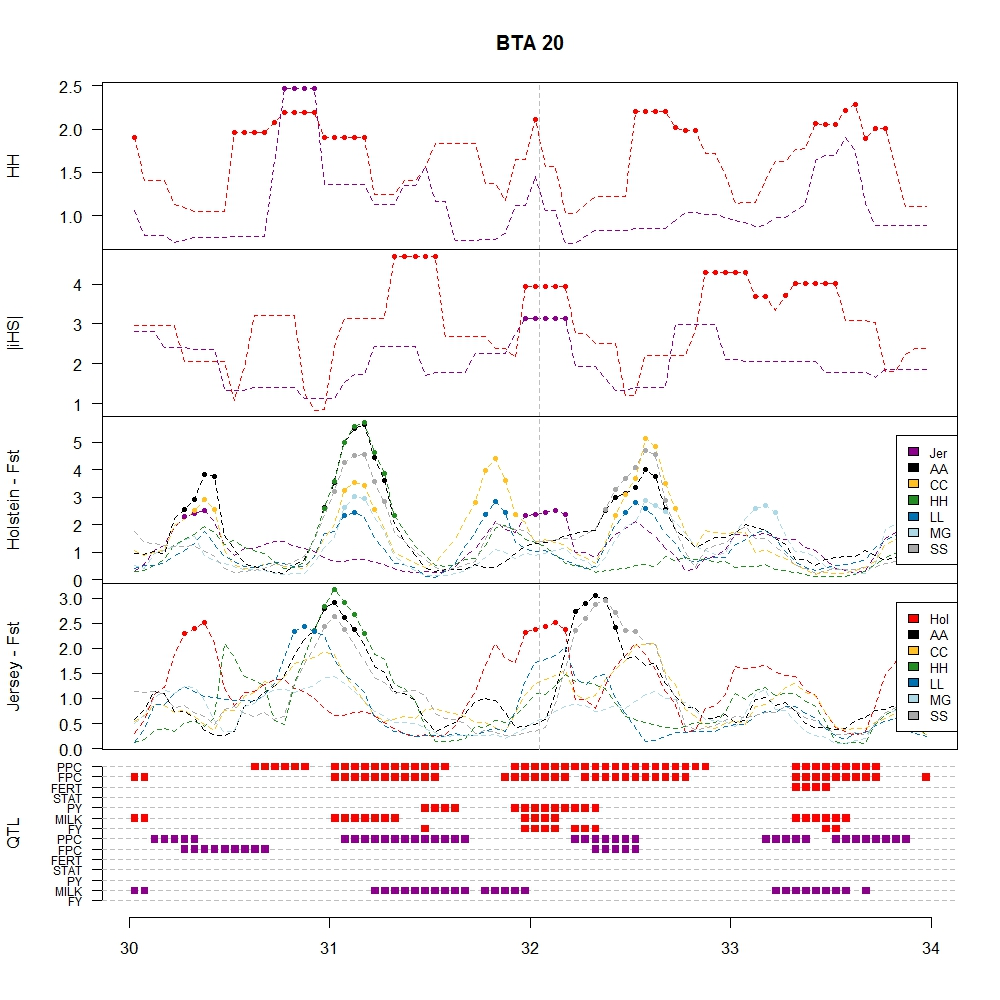 BTA 20
HH
2.5
2.0
1.5
1.0
|iHS|
4
3
2
1
Holstein - Fst
5
4
3
2
1
0
Jer
AA
CC
HH
LL
MG
SS
Jersey - Fst
3.0
2.5
2.0
1.5
1.0
0.5
0.0
Hol
AA
CC
HH
LL
MG
SS
QTL
PPC
FPC
FERT
STAT
PY
MILK
FY
PPC
FPC
FERT
STAT
PY
MILK
FY
30 31 32 33 34